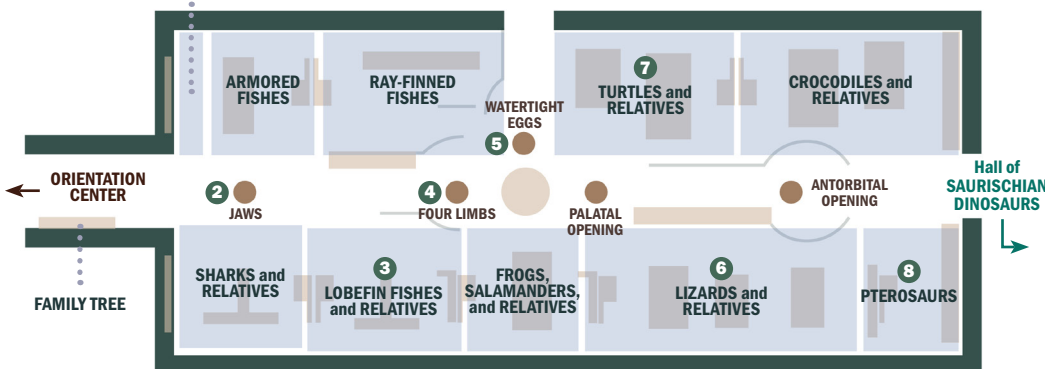 ARMORED
FISHES
RAY-FINNED
FISHES
7
TURTLES and
RELATIVES
CROCODILES and
RELATIVES
WATERTIGHT
EGGS
5
ORIENTATION
CENTER
2
JAWS
4
FOUR LIMBS
PALATAL
OPENING
ANTORBITAL
OPENING
Hall of
SAURISCHIAN
DINOSAURS
FAMILY TREE
SHARKS and
RELATIVES
3
LOBEFIN FISHES
and RELATIVES
FROGS,
SALAMANDERS,
and RELATIVES
6
LIZARDS and
RELATIVES
8
PTEROSAURS